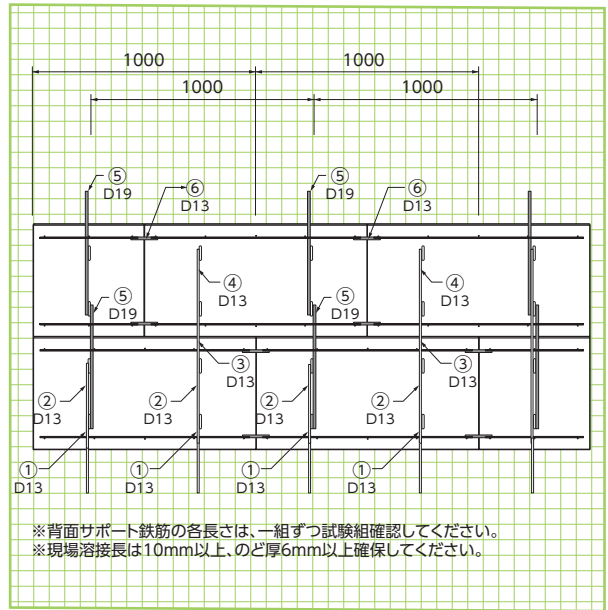 1000 1000
1000 1000
⑤ D19
⑥ D13
⑤ D19
⑥ D13
④ D13
④ D13
⑤ D19
⑤ D19
③ D13
③ D13
② D13
② D13
② D13
② D13
① D13
① D13
① D13
① D13
※背面サポート鉄筋の各長さは、一組ずつ試験組確認してください。
※現場溶接長は10mm以上、のど厚6mm以上確保してください。